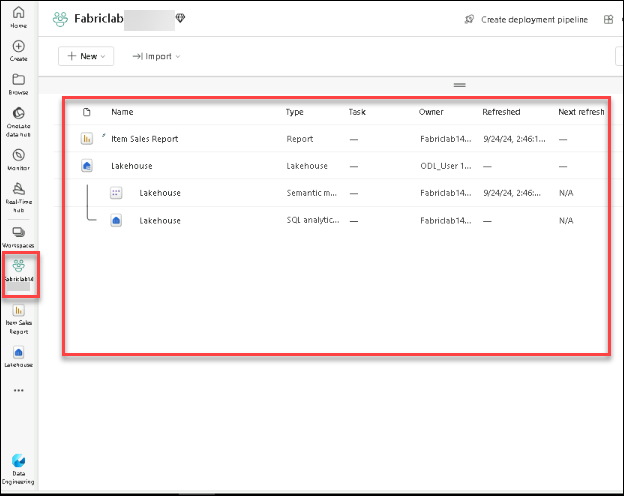 Home
Create
Browse
OneLake
data hub
Monitor
Real-Time
hub
Workspaces
Fabriclab14
Item Sales
Report
Lakehouse
...
Data
Engineering
Fabriclab
Create deployment pipeline
New
Import
Name Type Task Owner Refreshed Next refresh
Item Sales Report Report — Fabriclab14... 9/24/24, 2:46:1... —
Lakehouse Lakehouse — ODL_User 1... — —
Lakehouse Semantic m... — Fabriclab14... 9/24/24, 2:46:... N/A
Lakehouse SQL analytic... — Fabriclab14... — N/A